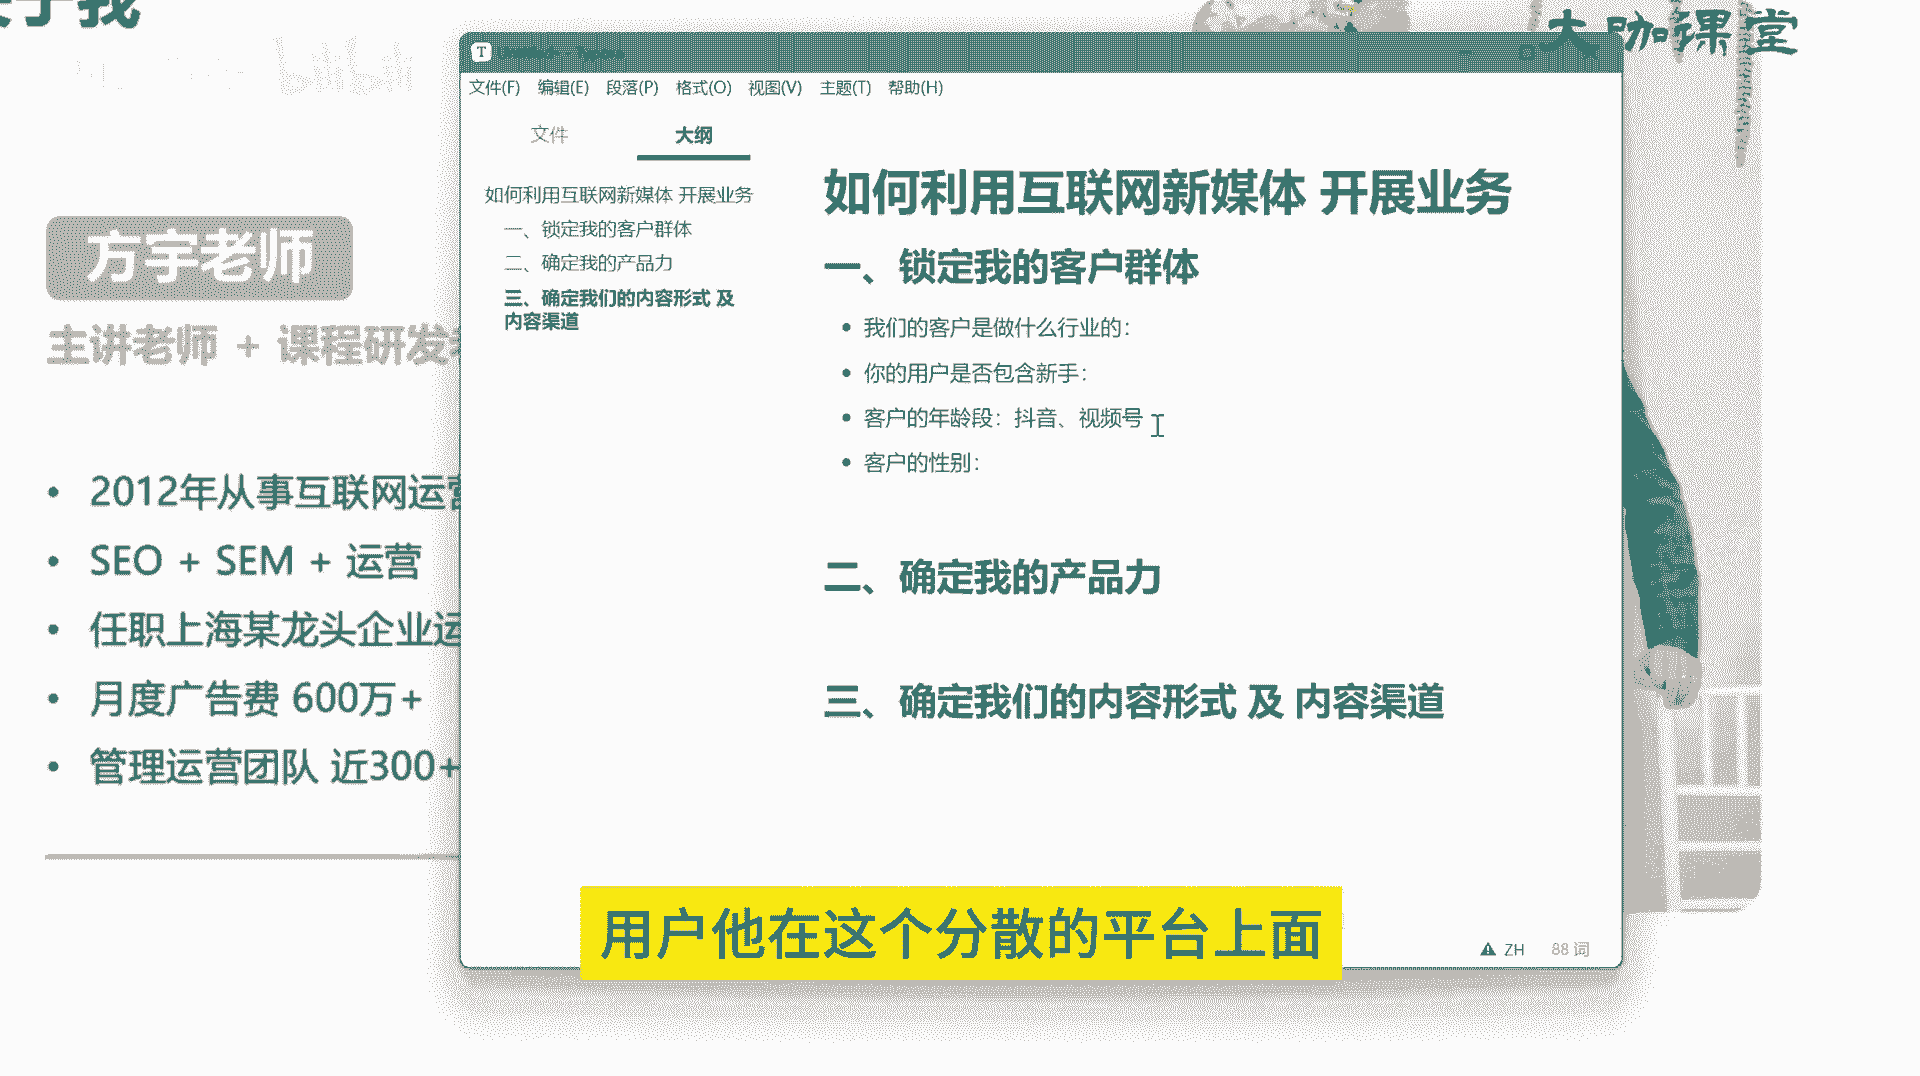 关于我
bilibili
大咖课堂
方宇老师
主讲老师 + 课程研发
2012年从事互联网运营
SEO + SEM + 运营
任职上海某龙头企业运
月度广告费 600万+
管理运营团队 近300+
文件(F) 编辑(E) 段落(P) 格式(O) 视图(V) 主题(T) 帮助(H)
文件 大纲
如何利用互联网新媒体 开展业务
一、锁定我的客户群体
二、确定我的产品力
三、确定我们的内容形式 及
内容渠道
如何利用互联网新媒体 开展业务
一、锁定我的客户群体
我们的客户是做什么行业的：
你的用户是否包含新手：
客户的年龄段：抖音、视频号
客户的性别：
二、确定我的产品力
三、确定我们的内容形式 及 内容渠道
ZH 88 词
用户他在这个分散的平台上面